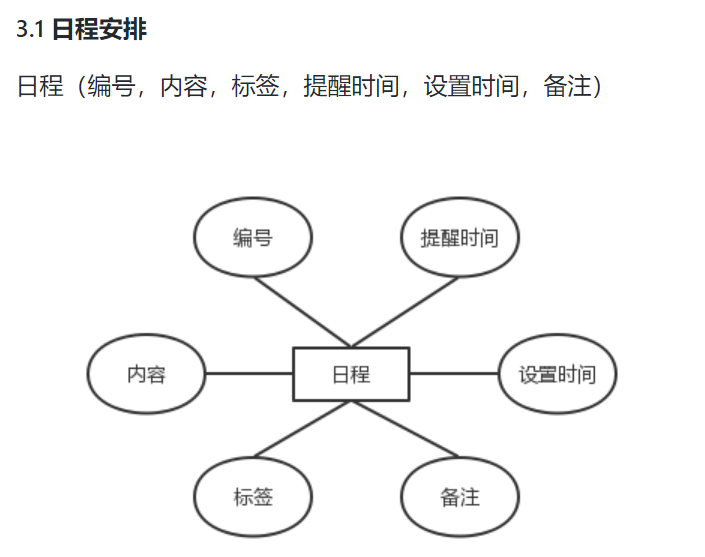 3.1 日程安排
日程（编号，内容，标签，提醒时间，设置时间，备注）
编号
提醒时间
内容
日程
设置时间
标签
备注